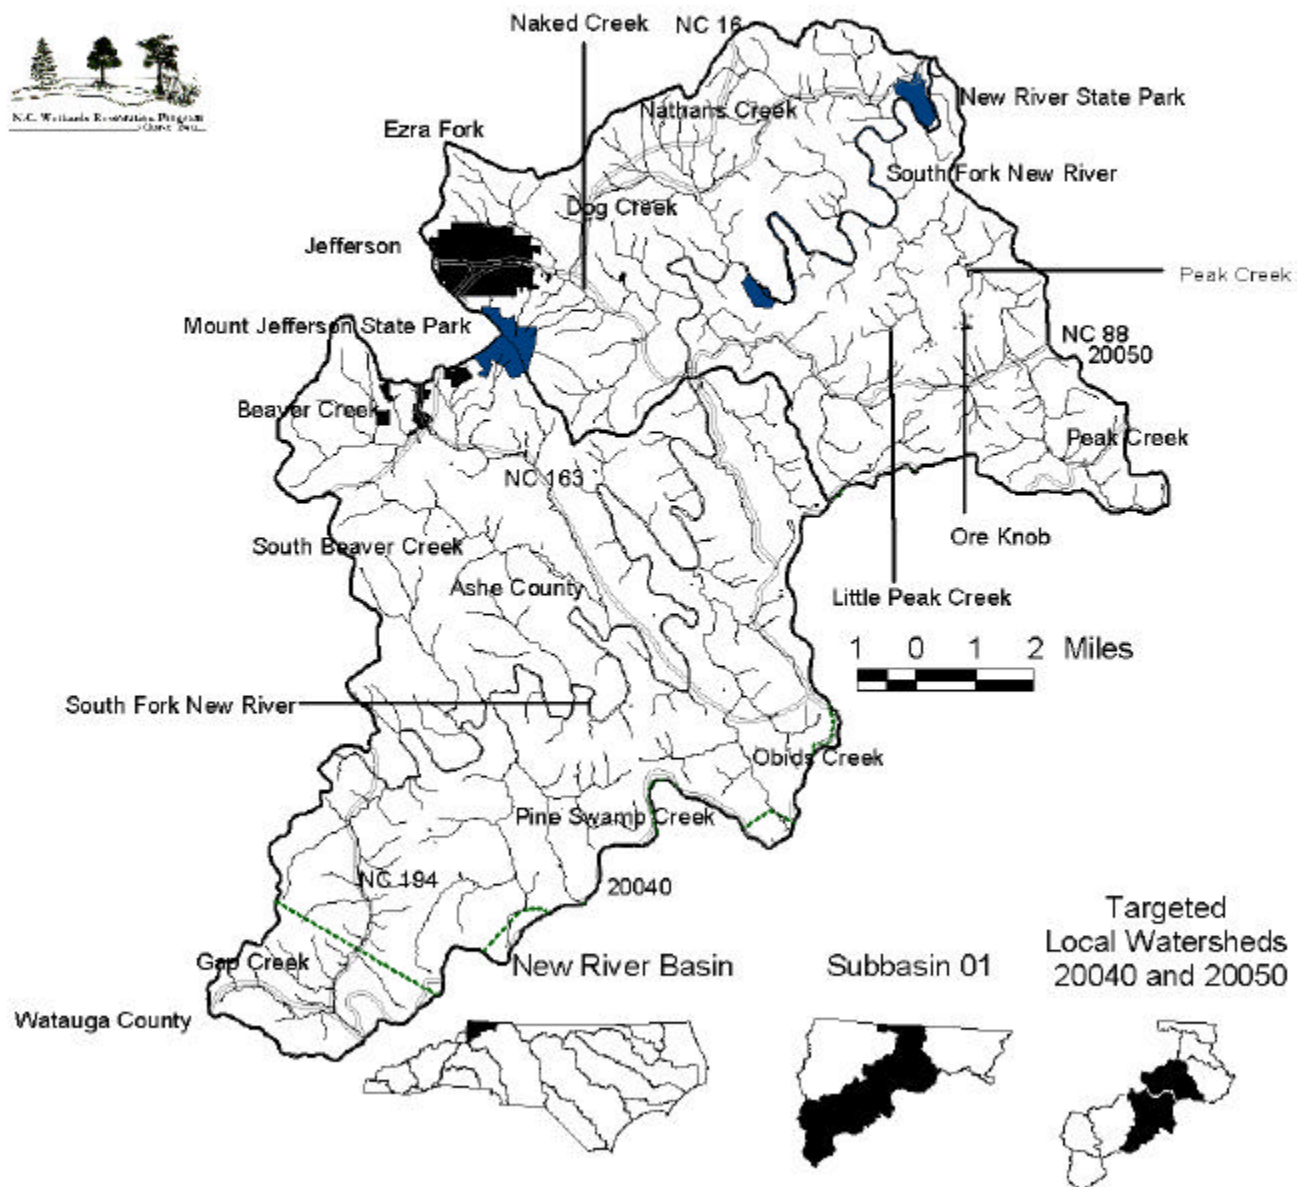 Naked Creek
NC 16
N.C. Wetlands Restoration Program
New River State Park
Nathans Creek
Ezra Fork
South Fork New River
Dog Creek
Jefferson
Peak Creek
Mount Jefferson State Park
NC 88
20050
Beaver Creek
Peak Creek
NC 163
Ore Knob
South Beaver Creek
Ashe County
Little Peak Creek
1 0 1 2 Miles
South Fork New River
Obids Creek
Pine Swamp Creek
NC 194
20040
Targeted
Local Watersheds
20040 and 20050
Gap Creek
New River Basin
Subbasin 01
Watauga County